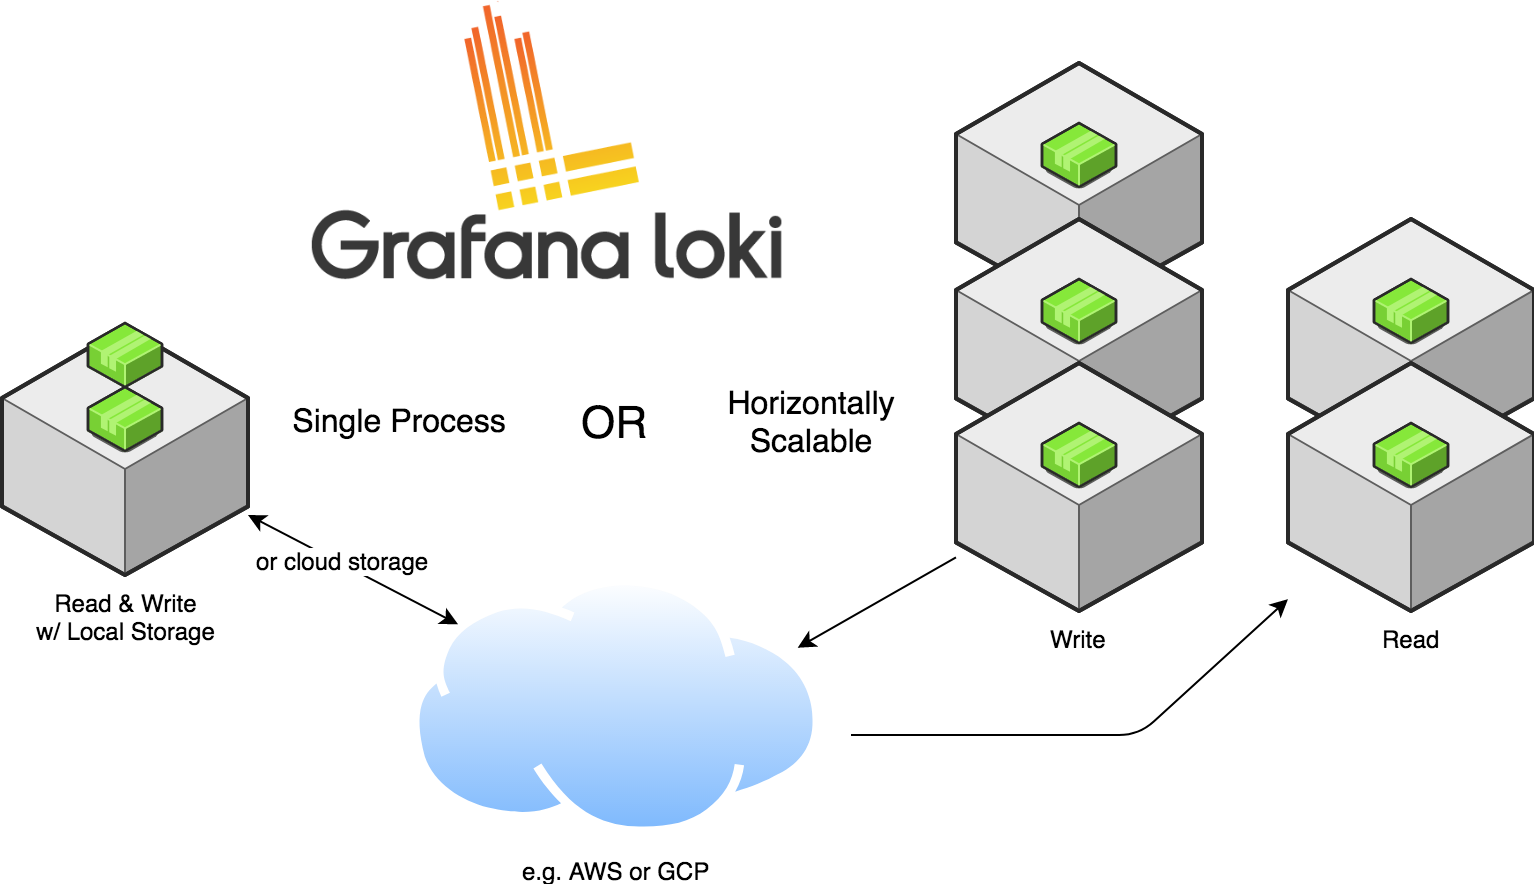 Grafana loki
Single Process
OR
Horizontally
Scalable
or cloud storage
Read & Write
w/ Local Storage
Write
Read
e.g. AWS or GCP